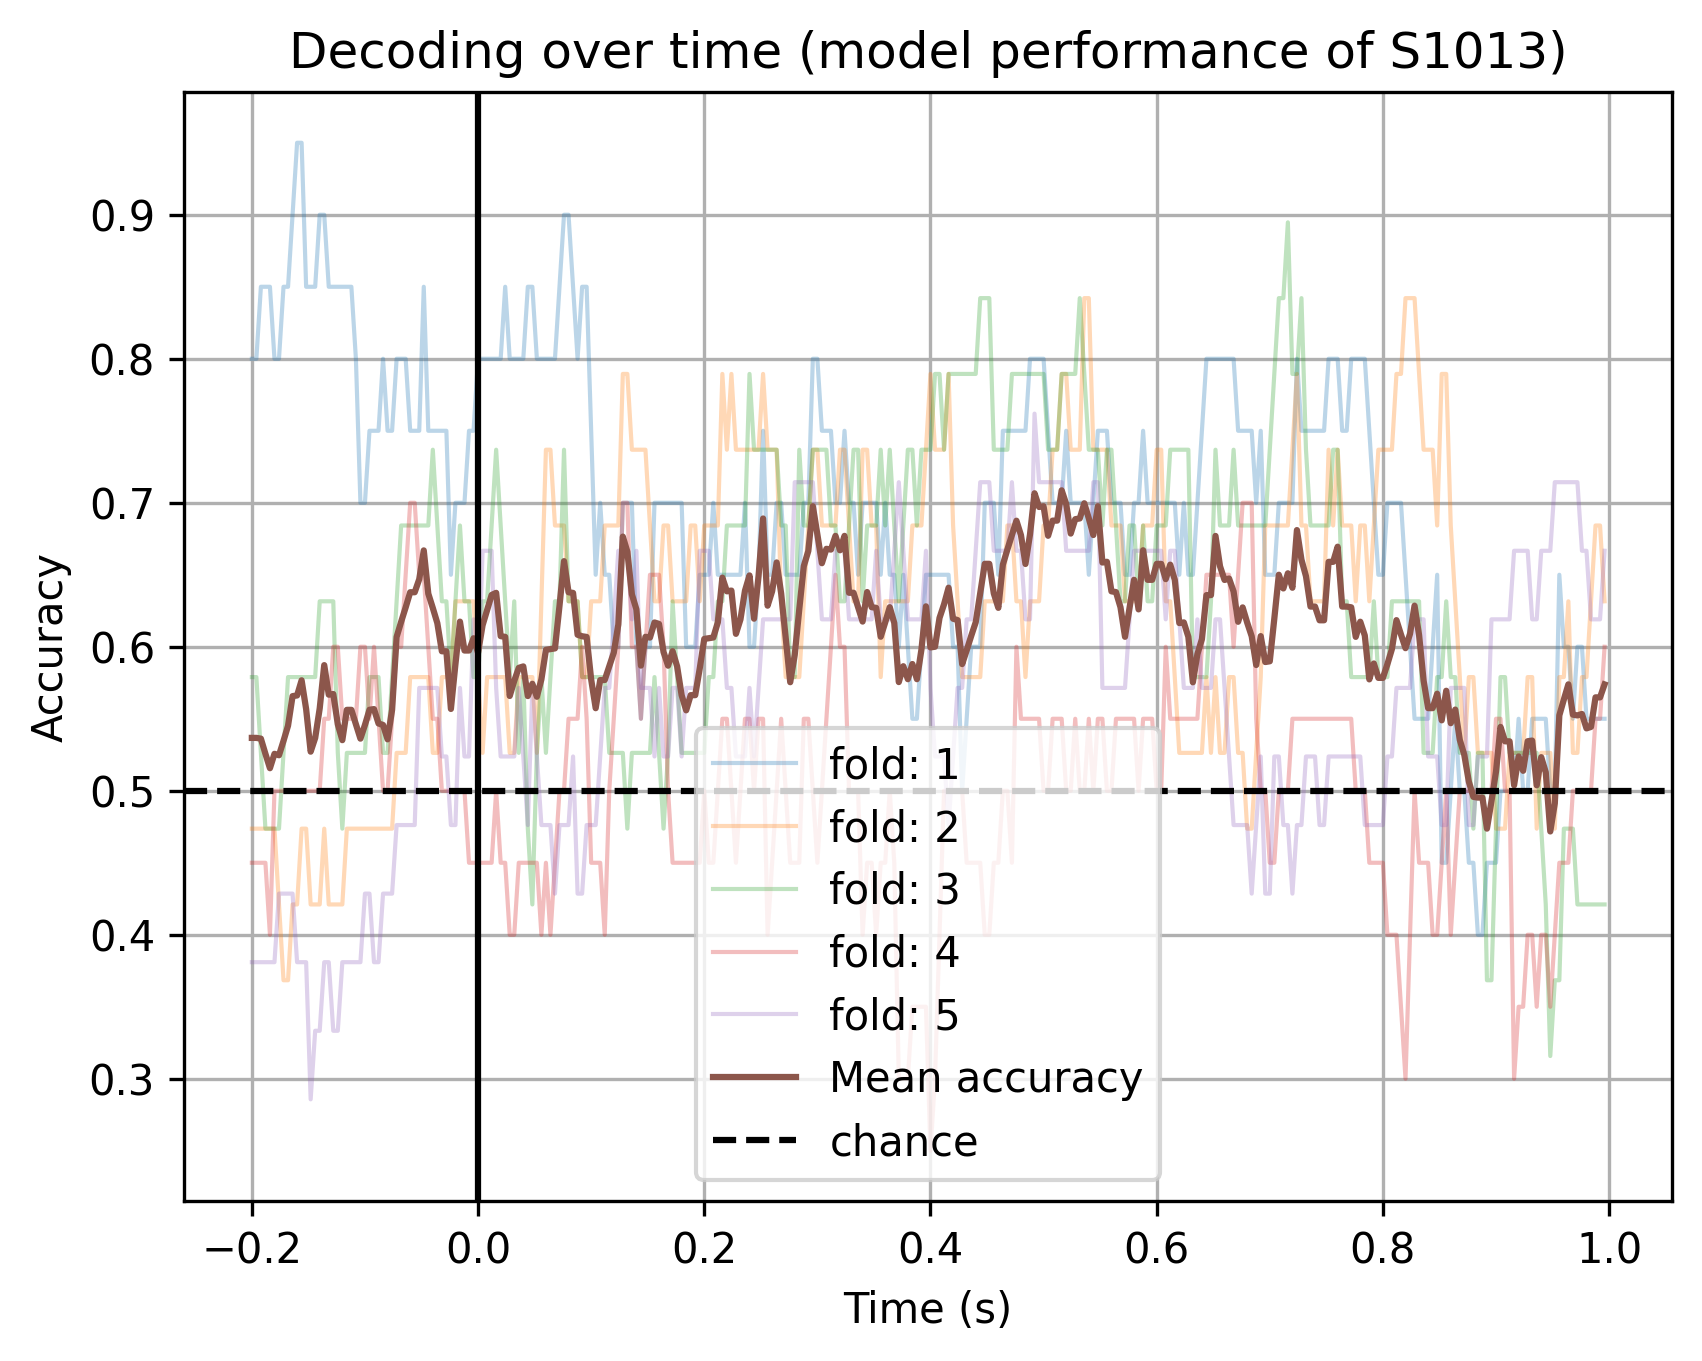 Decoding over time (model performance of S1013)
Accuracy
0.9
0.8
0.7
0.6
0.5
0.4
0.3
fold: 1
fold: 2
fold: 3
fold: 4
fold: 5
Mean accuracy
chance
−0.2 0.0 0.2 0.4 0.6 0.8 1.0
Time (s)